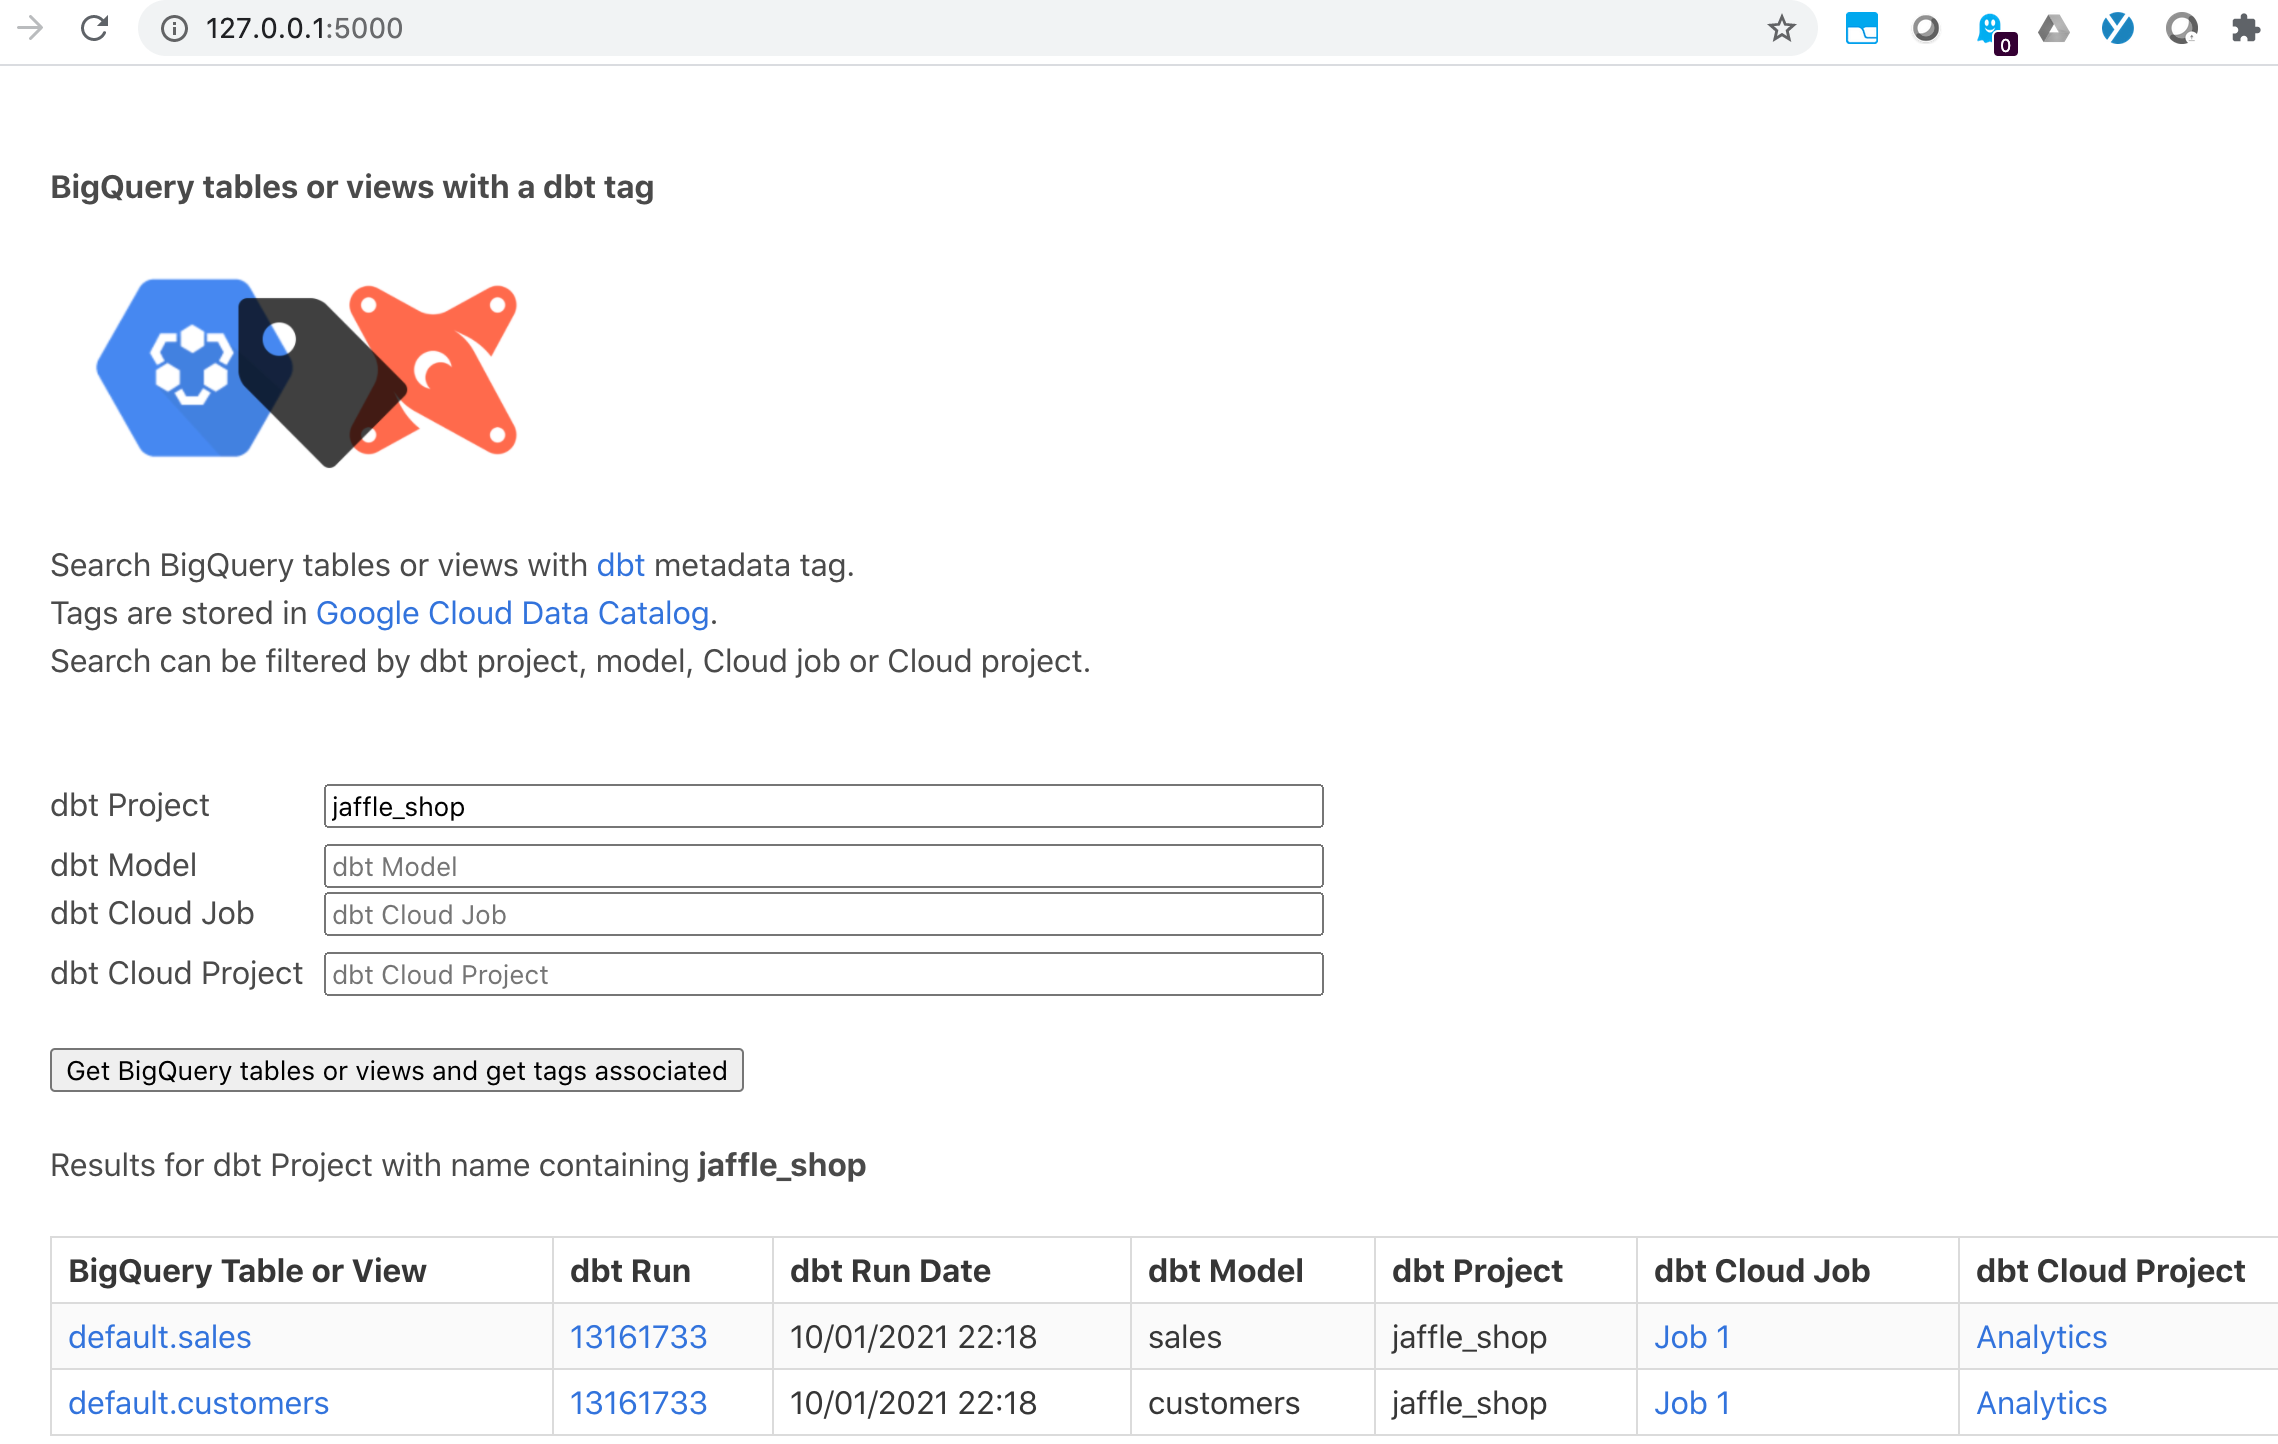 127.0.0.1:5000
0
BigQuery tables or views with a dbt tag
Search BigQuery tables or views with dbt metadata tag.
Tags are stored in Google Cloud Data Catalog.
Search can be filtered by dbt project, model, Cloud job or Cloud project.
dbt Project jaffle_shop
dbt Model dbt Model
dbt Cloud Job dbt Cloud Job
dbt Cloud Project dbt Cloud Project
Get BigQuery tables or views and get tags associated
Results for dbt Project with name containing jaffle_shop
BigQuery Table or View dbt Run dbt Run Date dbt Model dbt Project dbt Cloud Job dbt Cloud Project
default.sales 13161733 10/01/2021 22:18 sales jaffle_shop Job 1 Analytics
default.customers 13161733 10/01/2021 22:18 customers jaffle_shop Job 1 Analytics